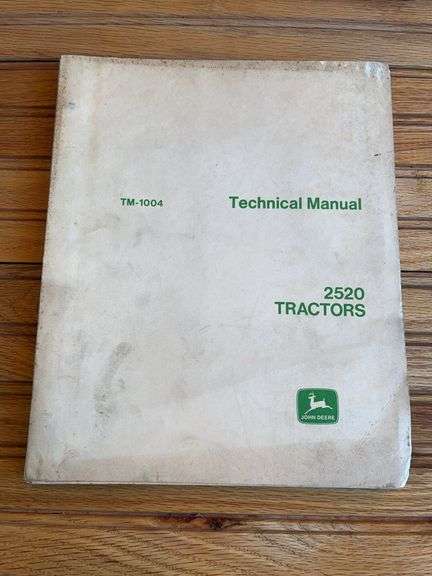 TM-1004
Technical Manual
2520
TRACTORS
JOHN DEERE